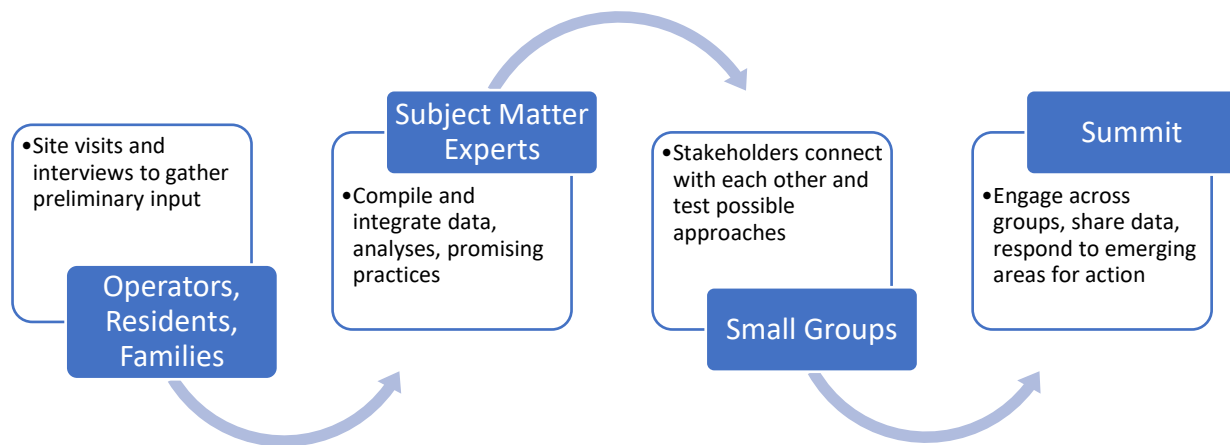 •Site visits and
interviews to gather
preliminary input
Operators,
Residents,
Families
Subject Matter
Experts
•Compile and
integrate data,
analyses, promising
practices
•Stakeholders connect
with each other and
test possible
approaches
Small Groups
Summit
•Engage across
groups, share data,
respond to emerging
areas for action